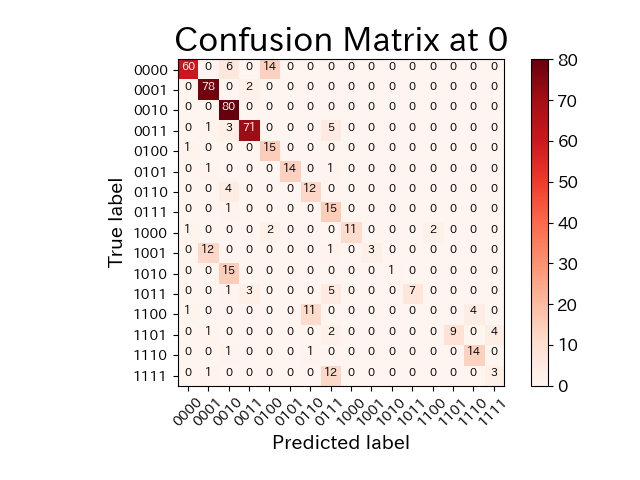 Confusion Matrix at 0
True label
0000 60 0 6 0 14 0 0 0 0 0 0 0 0 0 0 0
0001 0 78 0 2 0 0 0 0 0 0 0 0 0 0 0 0
0010 0 0 80 0 0 0 0 0 0 0 0 0 0 0 0 0
0011 0 1 3 71 0 0 0 5 0 0 0 0 0 0 0 0
0100 1 0 0 0 15 0 0 0 0 0 0 0 0 0 0 0
0101 0 1 0 0 0 14 0 1 0 0 0 0 0 0 0 0
0110 0 0 4 0 0 0 12 0 0 0 0 0 0 0 0 0
0111 0 0 1 0 0 0 0 15 0 0 0 0 0 0 0 0
1000 1 0 0 0 2 0 0 0 11 0 0 0 2 0 0 0
1001 0 12 0 0 0 0 0 1 0 3 0 0 0 0 0 0
1010 0 0 15 0 0 0 0 0 0 0 1 0 0 0 0 0
1011 0 0 1 3 0 0 0 5 0 0 0 7 0 0 0 0
1100 1 0 0 0 0 0 11 0 0 0 0 0 0 0 4 0
1101 0 1 0 0 0 0 0 2 0 0 0 0 0 9 0 4
1110 0 0 1 0 0 0 1 0 0 0 0 0 0 0 14 0
1111 0 1 0 0 0 0 0 12 0 0 0 0 0 0 0 3
0000 0001 0010 0011 0100 0101 0110 0111 1000 1001 1010 1011 1100 1101 1110 1111
Predicted label
80
70
60
50
40
30
20
10
0